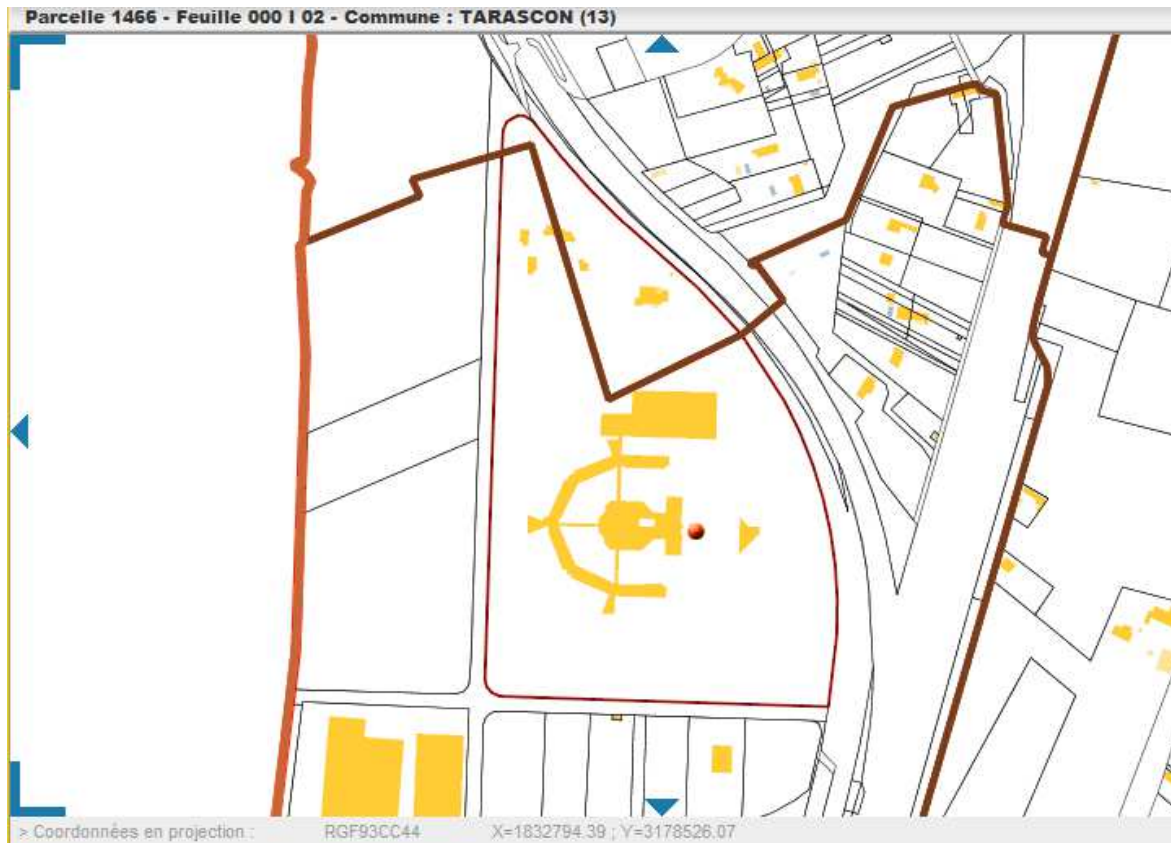 Parcelle 1466 - Feuille 000 I 02 - Commune : TARASCON (13)
> Coordonnées en projection : RGF93CC44 X=1832794.39 ; Y=3178526.07